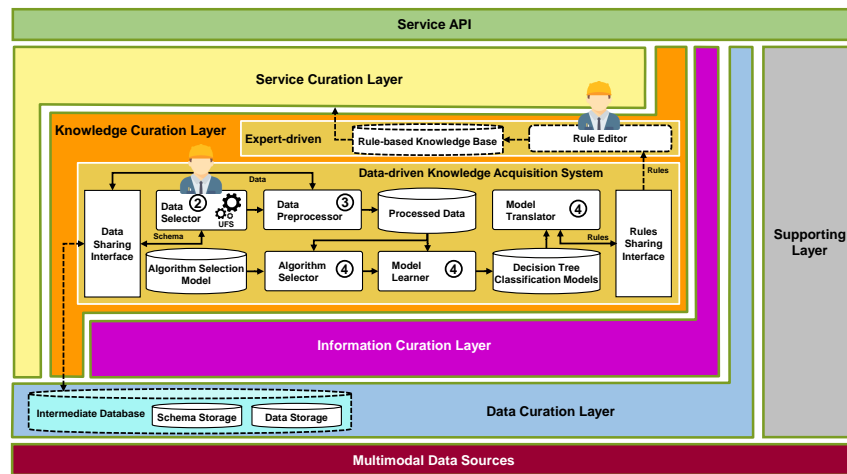 Service API
Service Curation Layer
Knowledge Curation Layer
Expert-driven
Rule-based Knowledge Base
Rule Editor
Data-driven Knowledge Acquisition System
Rules
Data
Data
Selector
2
UFS
Data
Preprocessor
3
Processed Data
Model
Translator
4
Data
Sharing
Interface
Schema
Rules
Rules
Sharing
Interface
Algorithm Selection
Model
Algorithm
Selector
4
Model
Learner
4
Decision Tree
Classification Models
Supporting
Layer
Information Curation Layer
Intermediate Database
Schema Storage
Data Storage
Data Curation Layer
Multimodal Data Sources